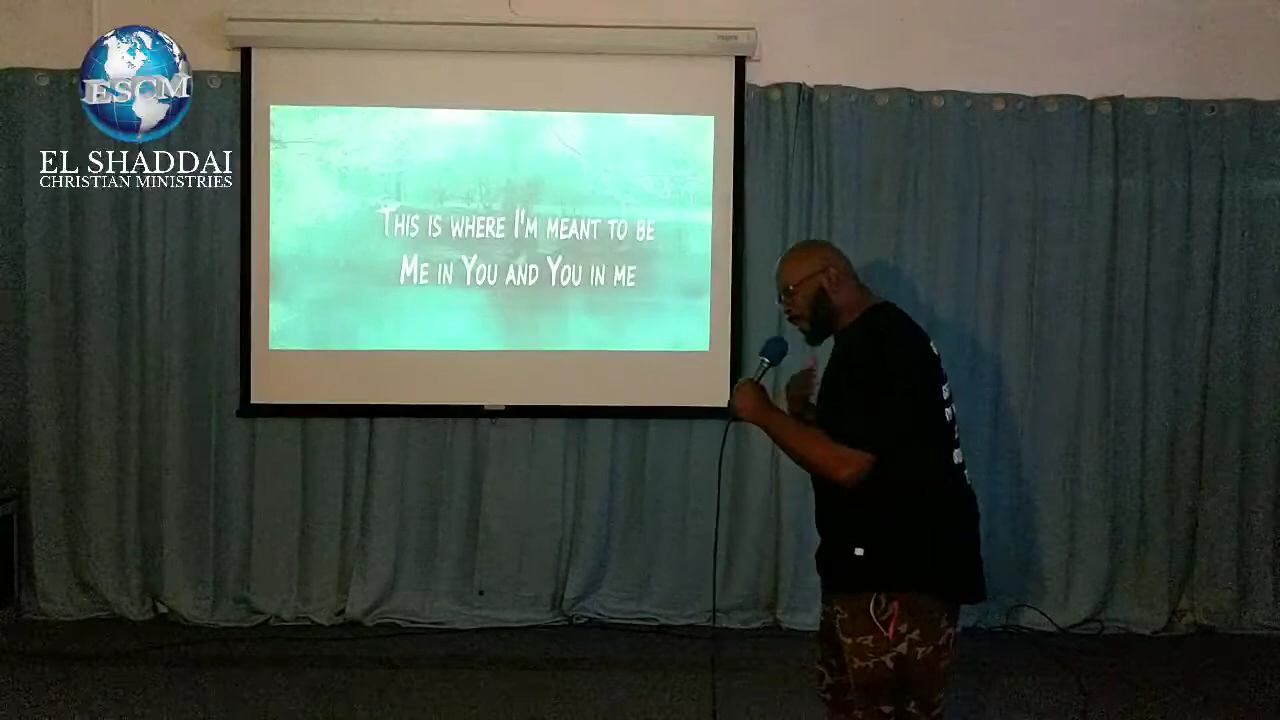 ESCM
EL SHADDAI
CHRISTIAN MINISTRIES
THIS IS WHERE I'M MEANT TO BE
ME IN YOU AND YOU IN ME